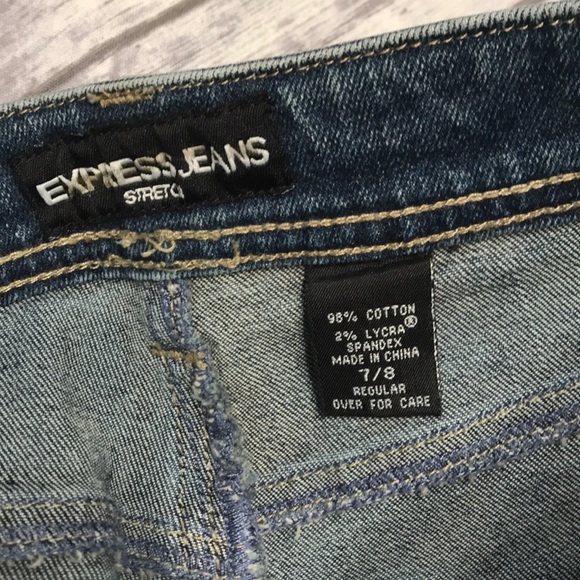 EXPRESS JEANS
STRETCH
98% COTTON
2% LYCRA®
SPANDEX
MADE IN CHINA
7/8
REGULAR
OVER FOR CARE